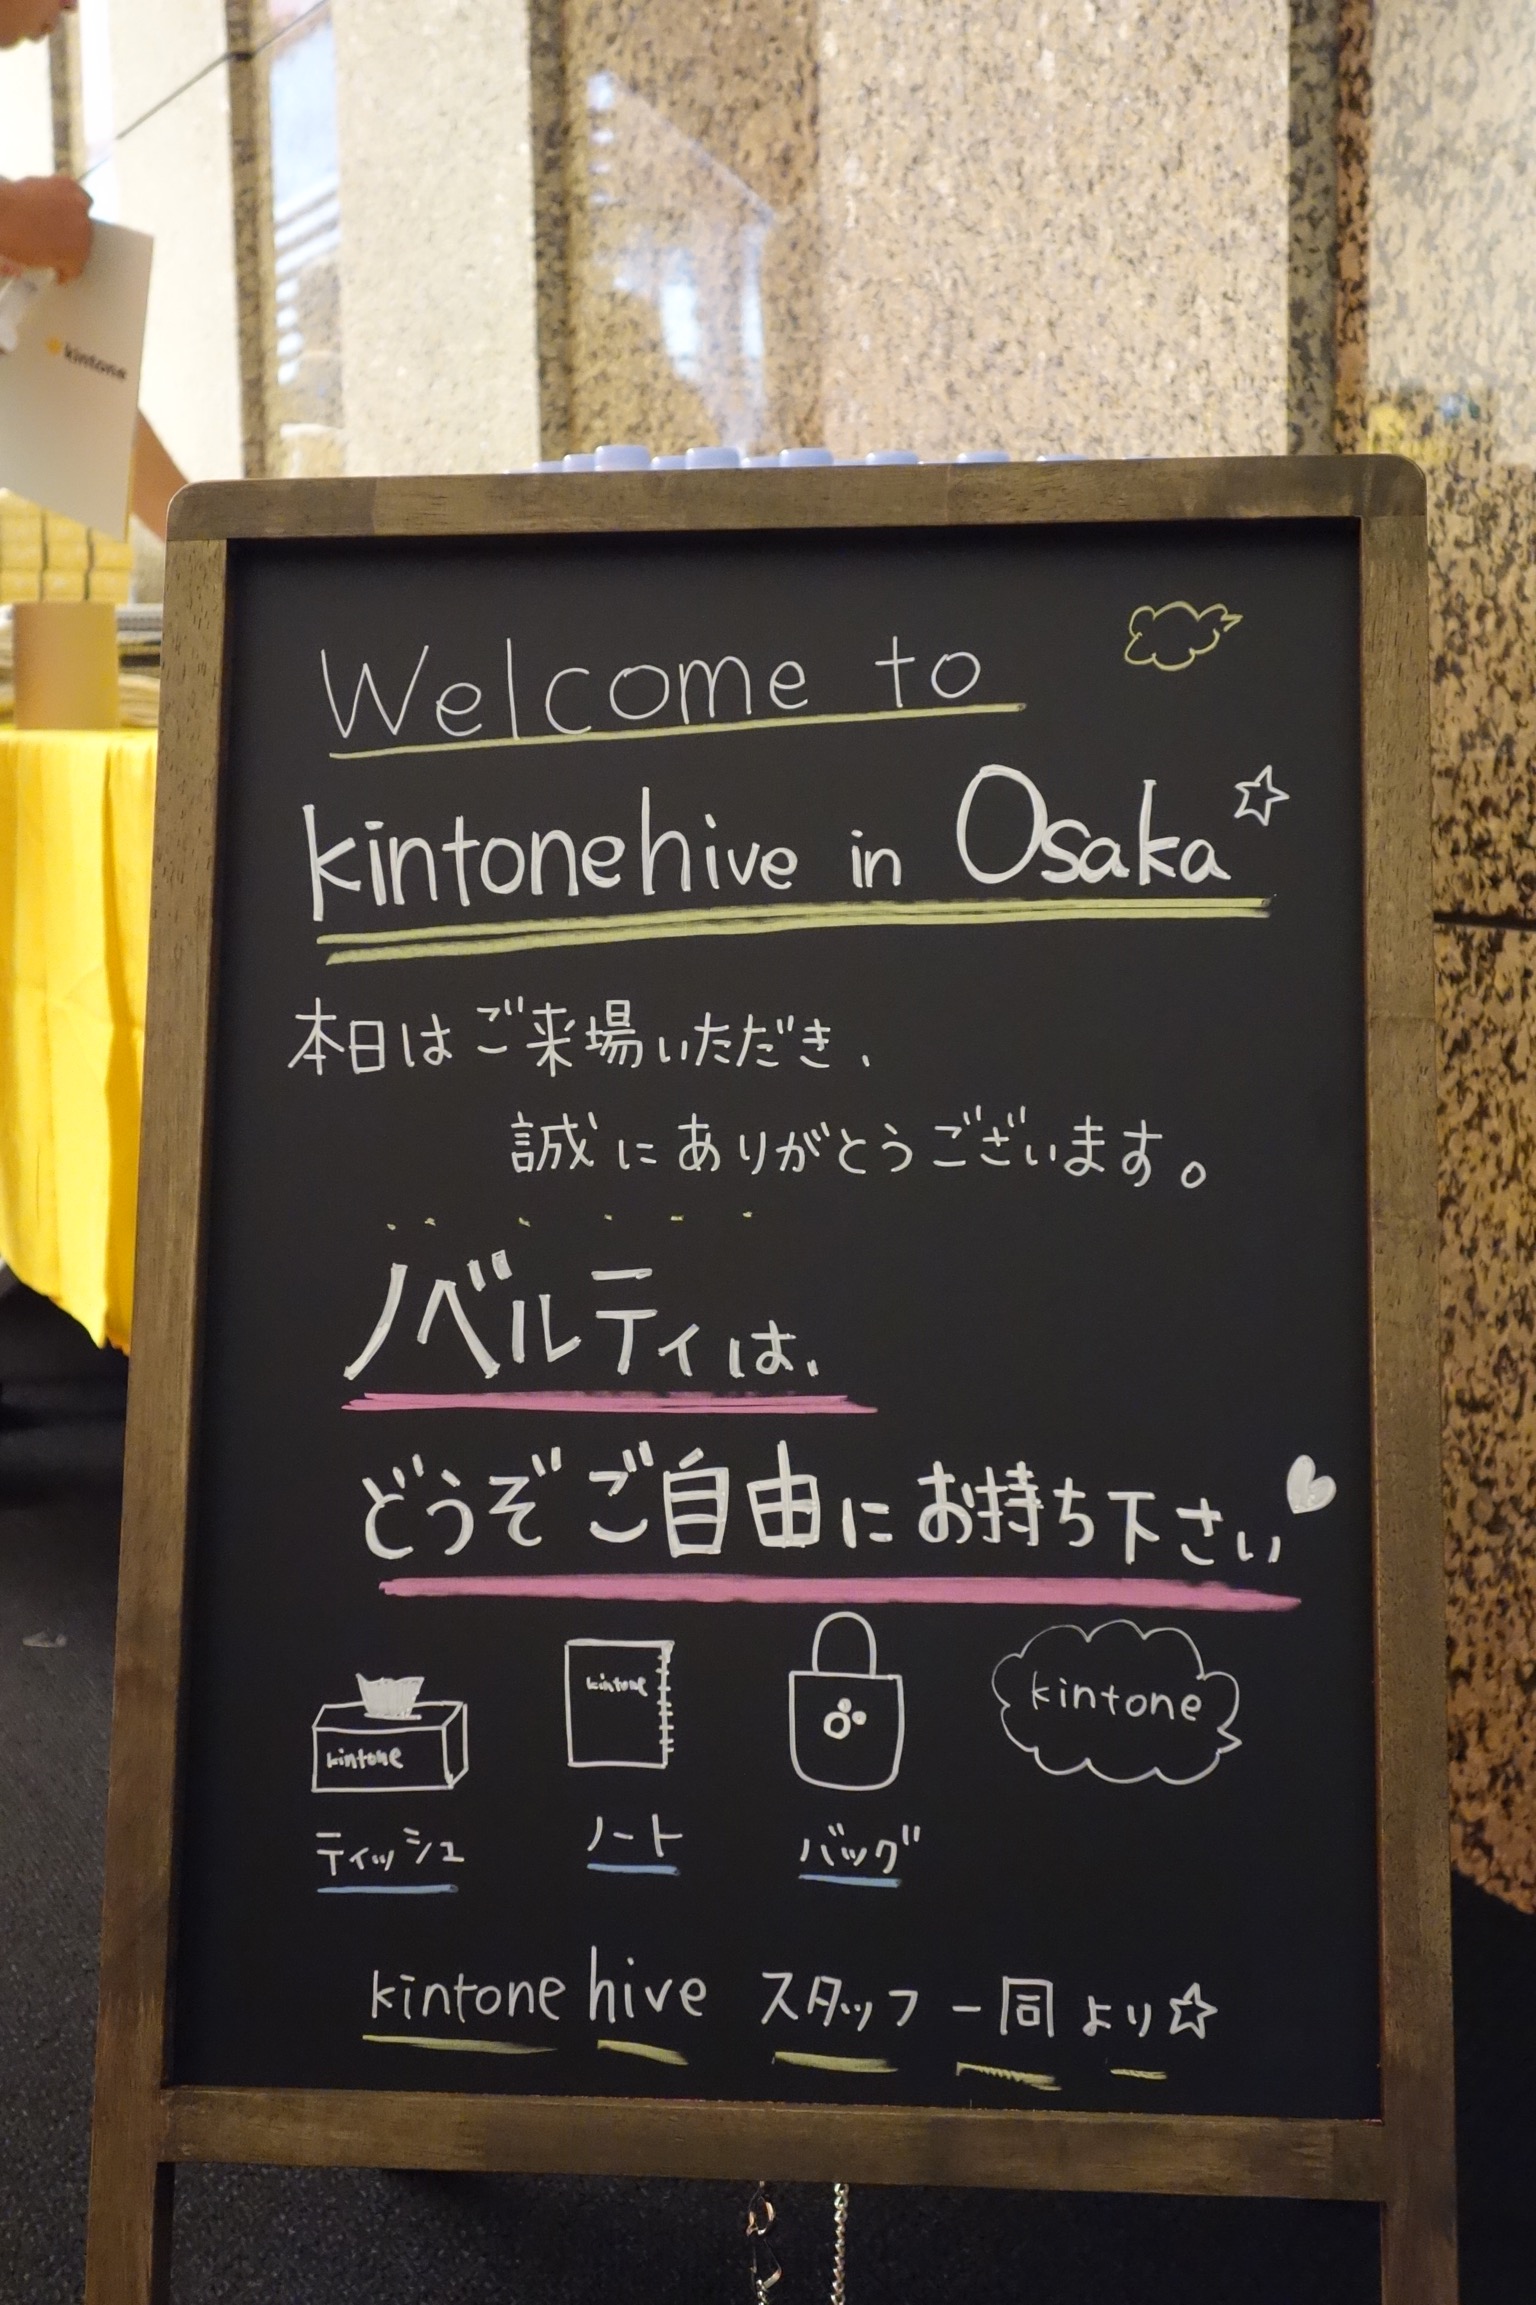 kintone
Welcome to
kintonehive in Osaka☆
本日はご来場いただき、
誠にありがとうございます。
ノベルティは、
どうぞご自由にお持ち下さい
kintone
kintone
kintone
ティッシュ
ノート
バッグ
kintone hive スタッフ一同より☆